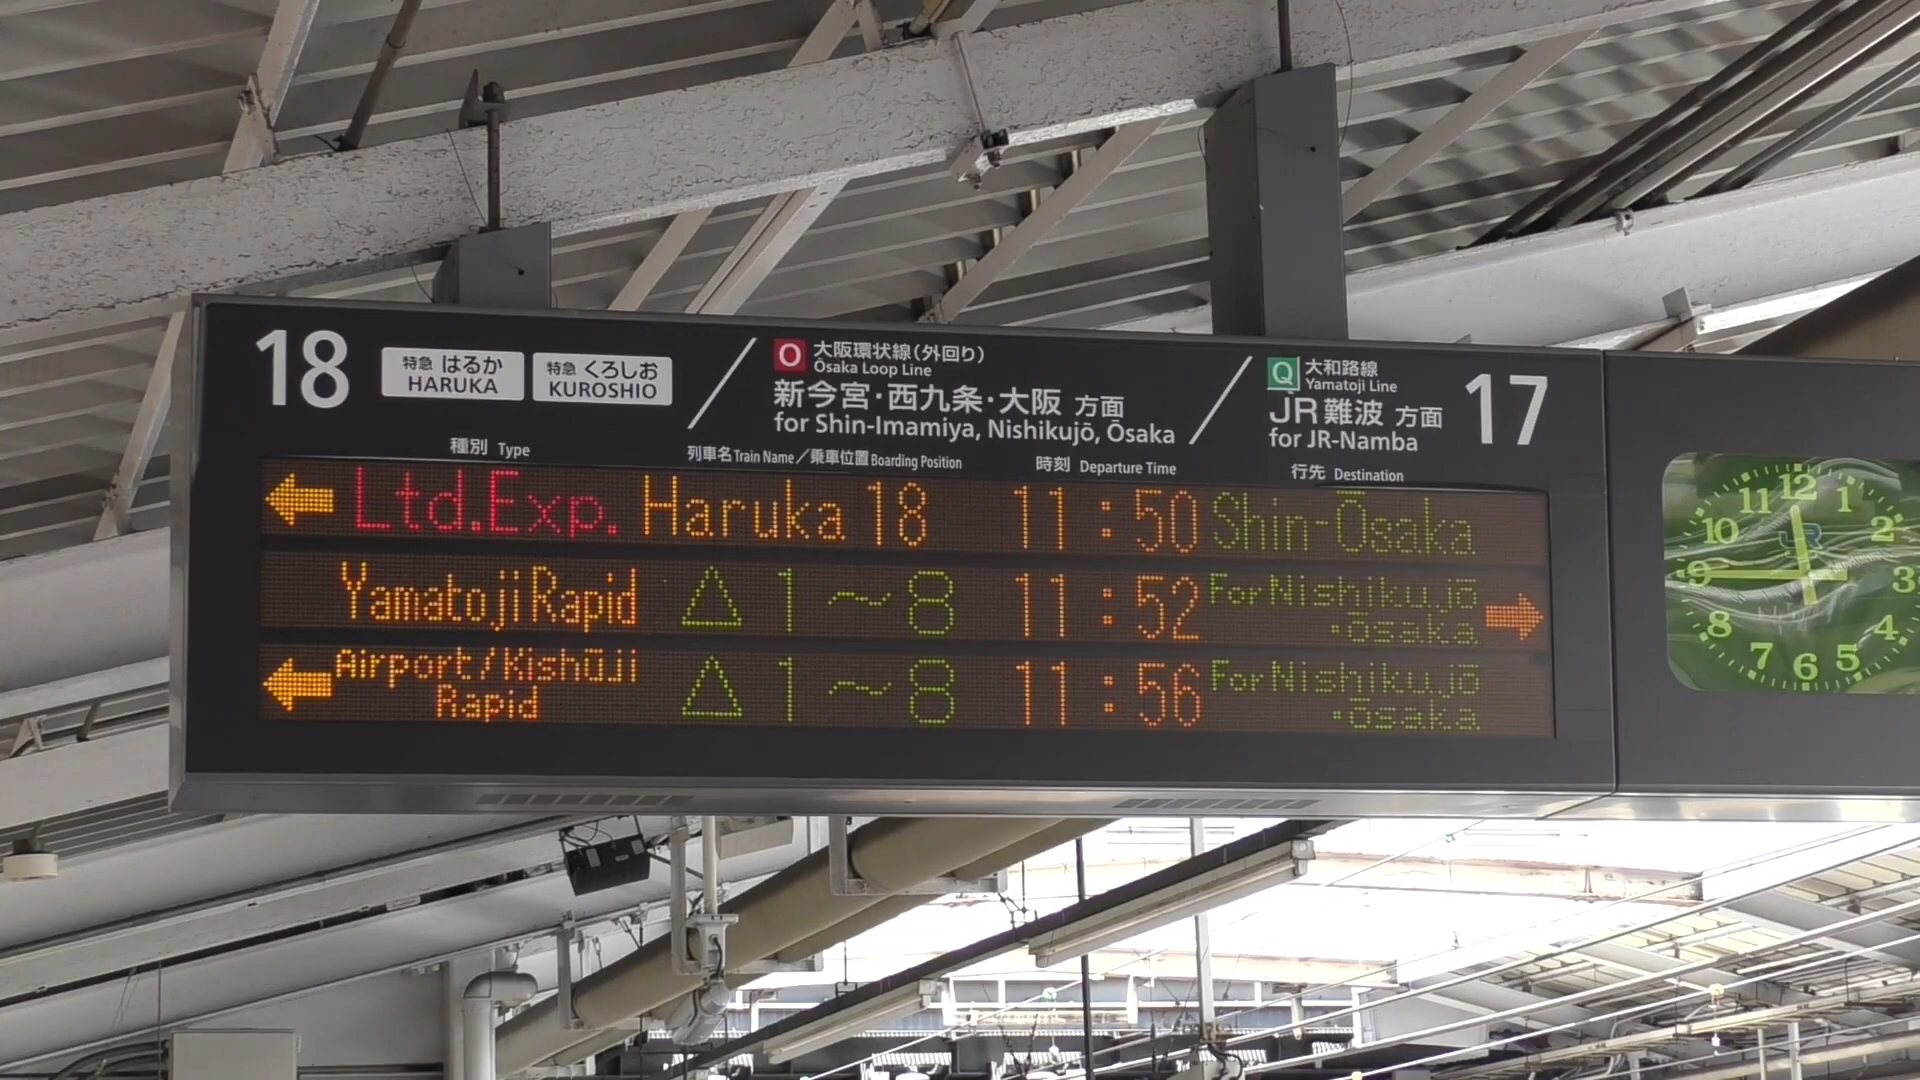 18
特急 はるか
HARUKA
特急 くろしお
KUROSHIO
O 大阪環状線(外回り)
Ōsaka Loop Line
新今宮・西九条・大阪 方面
for Shin-Imamiya, Nishikujō, Ōsaka
Q 大和路線
Yamatoji Line
JR難波 方面
for JR-Namba
17
種別 Type
列車名 Train Name/乗車位置 Boarding Position
時刻 Departure Time
行先 Destination
← Ltd.Exp. Haruka 18 11:50 Shin-Ōsaka
Yamatoji Rapid △ 1~8 11:52 For Nishikujō
・Ōsaka →
← Airport/Kishūji
Rapid △ 1~8 11:56 For Nishikujō
・Ōsaka
12 1 2 3 4 5 6 7 8 9 10 11
JR